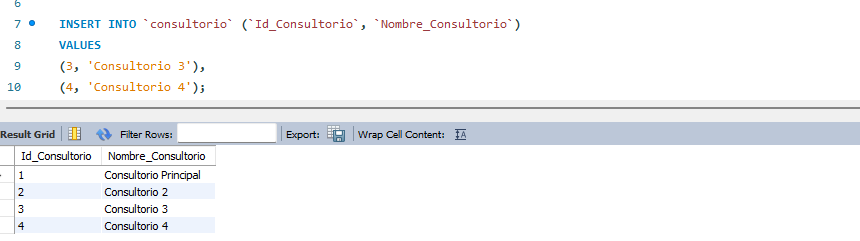 6
7 INSERT INTO `consultorio` (`Id_Consultorio`, `Nombre_Consultorio`)
8 VALUES
9 (3, 'Consultorio 3'),
10 (4, 'Consultorio 4');
Result Grid Filter Rows: Export: Wrap Cell Content: IA
Id_Consultorio Nombre_Consultorio
1 Consultorio Principal
2 Consultorio 2
3 Consultorio 3
4 Consultorio 4